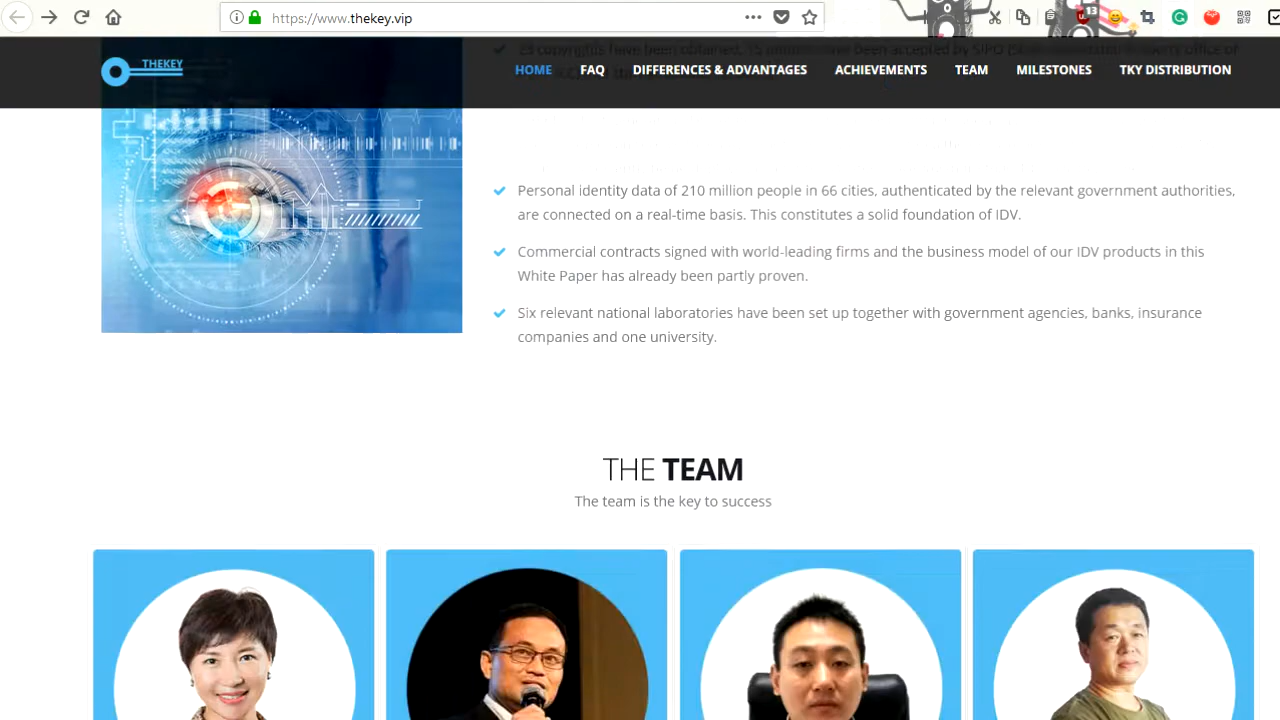 https://www.thekey.vip
13
THEKEY
HOME
FAQ
DIFFERENCES & ADVANTAGES
ACHIEVEMENTS
TEAM
MILESTONES
TKY DISTRIBUTION
Personal identity data of 210 million people in 66 cities, authenticated by the relevant government authorities,
are connected on a real-time basis. This constitutes a solid foundation of IDV.
Commercial contracts signed with world-leading firms and the business model of our IDV products in this
White Paper has already been partly proven.
Six relevant national laboratories have been set up together with government agencies, banks, insurance
companies and one university.
THE TEAM
The team is the key to success